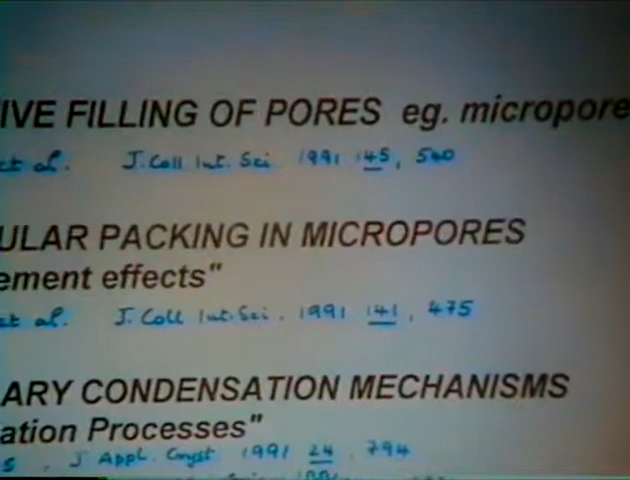 IVE FILLING OF PORES eg. micropore
et al. J. Coll Int. Sci 1991 145, 540
ULAR PACKING IN MICROPORES
ement effects"
et al. J. Coll Int. Sci. 1991 141, 475
ARY CONDENSATION MECHANISMS
ation Processes"
s, J Appl. Cryst 1991 24, 794